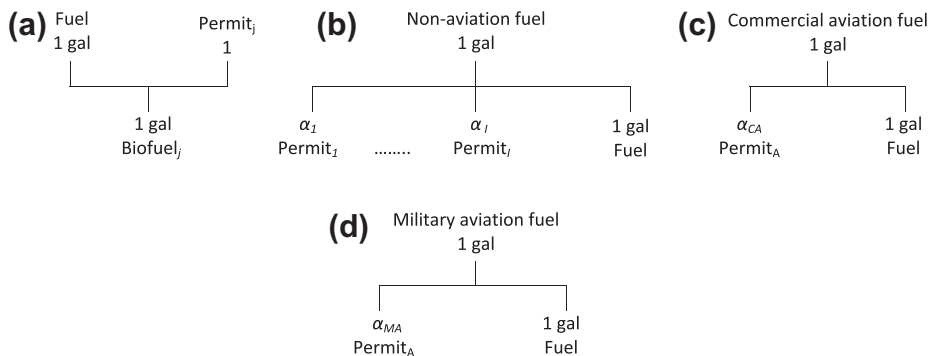 (a)
Fuel
1 gal
Permitj
1
1 gal
Biofuelj
(b)
Non-aviation fuel
1 gal
α1
Permit1
........
αI
PermitI
1 gal
Fuel
(c)
Commercial aviation fuel
1 gal
αCA
PermitA
1 gal
Fuel
(d)
Military aviation fuel
1 gal
αMA
PermitA
1 gal
Fuel